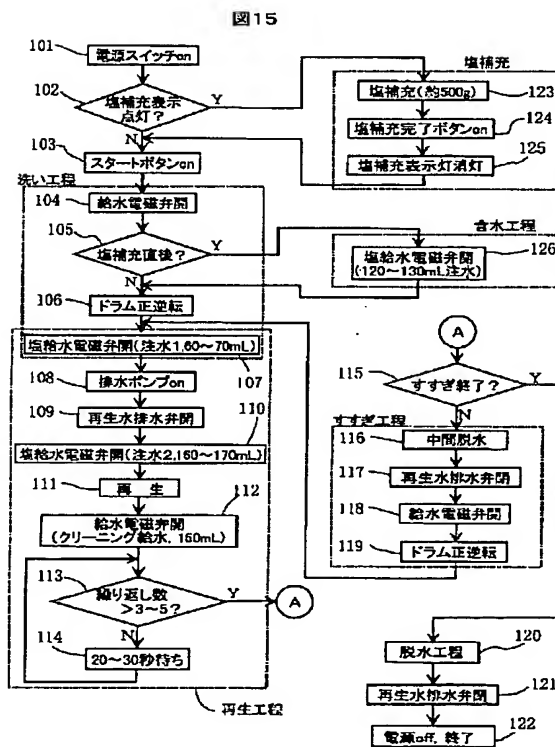 図15
101
電源スイッチon
102
塩補充表示
点灯?
Y
N
103
スタートボタンon
塩補充
塩補充(約500g)
123
124
塩補充完了ボタンon
125
塩補充表示灯消灯
洗い工程
104
給水電磁弁開
105
塩補充直後?
Y
N
含水工程
塩給水電磁弁開
(120~130mL注水)
126
106
ドラム正逆転
塩給水電磁弁開(注水1,60~70mL)
107
108
排水ポンプon
109
再生水排水弁開
110
塩給水電磁弁開(注水2,160~170mL)
111
再 生
112
給水電磁弁開
(クリーニング給水, 150mL)
113
繰り返し数
>3~5?
Y
A
N
114
20~30秒待ち
再生工程
A
115
すすぎ終了?
Y
N
すすぎ工程
116
中間脱水
117
再生水排水弁閉
118
給水電磁弁開
119
ドラム正逆転
120
脱水工程
121
再生水排水弁閉
電源off, 終了
122